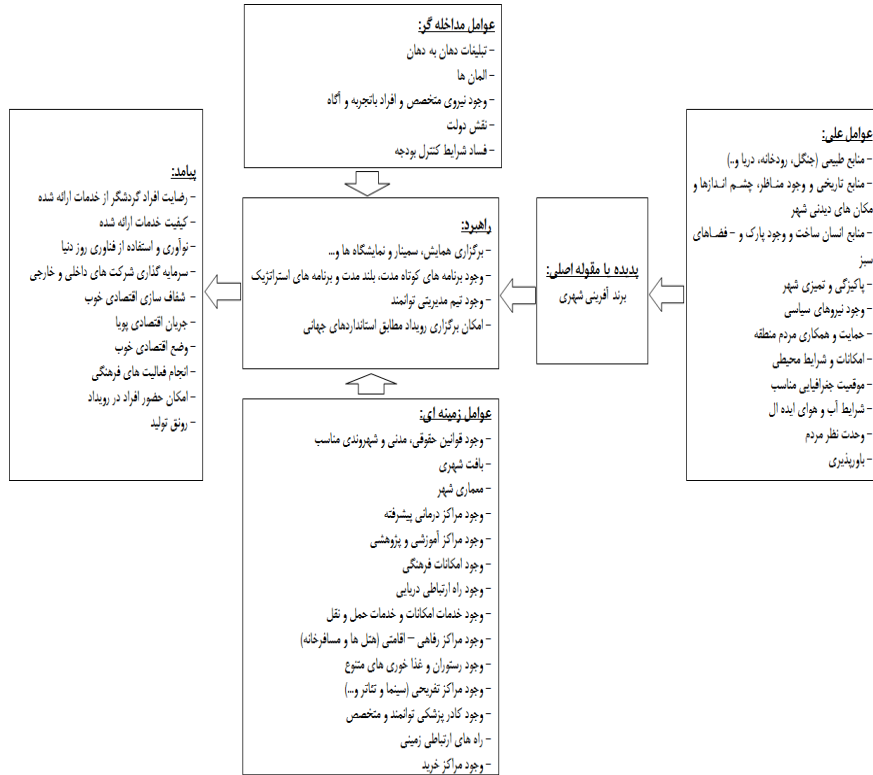 عوامل مداخله گر:
- تبلیغات دهان به دهان
- المان ها
- وجود نیروی متخصص و افراد باتجربه و آگاه
- نقش دولت
- فساد شرایط کنترل بودجه
عوامل علی:
- منابع طبیعی (جنگل، رودخانه، دریا و..)
- منابع تاریخی و وجود مناظر، چشم اندازها و
مکان های دیدنی شهر
- منابع انسان ساخت و وجود پارک و – فضاهای
سبز
- پاکیزگی و تمیزی شهر
- وجود نیروهای سیاسی
- حمایت و همکاری مردم منطقه
- امکانات و شرایط محیطی
- موقعیت جغرافیایی مناسب
- شرایط آب و هوای ایده ال
- وحدت نظر مردم
- باورپذیری
پدیده یا مقوله اصلی:
برند آفرینی شهری
راهبرد:
- برگزاری همایش، سمینار و نمایشگاه ها و...
- وجود برنامه های کوتاه مدت، بلند مدت و برنامه های استراتژیک
- وجود تیم مدیریتی توانمند
- امکان برگزاری رویداد مطابق استانداردهای جهانی
پیامد:
- رضایت افراد گردشگر از خدمات ارائه شده
- کیفیت خدمات ارائه شده
- نوآوری و استفاده از فناوری روز دنیا
- سرمایه گذاری شرکت های داخلی و خارجی
- شفاف سازی اقتصادی خوب
- جریان اقتصادی پویا
- وضع اقتصادی خوب
- انجام فعالیت های فرهنگی
- امکان حضور افراد در رویداد
- رونق تولید
عوامل زمینه ای:
- وجود قوانین حقوقی، مدنی و شهروندی مناسب
- بافت شهری
- معماری شهر
- وجود مراکز درمانی پیشرفته
- وجود مراکز آموزشی و پژوهشی
- وجود امکانات فرهنگی
- وجود راه ارتباطی دریایی
- وجود خدمات امکانات و خدمات حمل و نقل
- وجود مراکز رفاهی – اقامتی (هتل ها و مسافرخانه)
- وجود رستوران و غذا خوری های متنوع
- وجود مراکز تفریحی (سینما و تئاتر و...)
- وجود کادر پزشکی توانمند و متخصص
- راه های ارتباطی زمینی
- وجود مراکز خرید